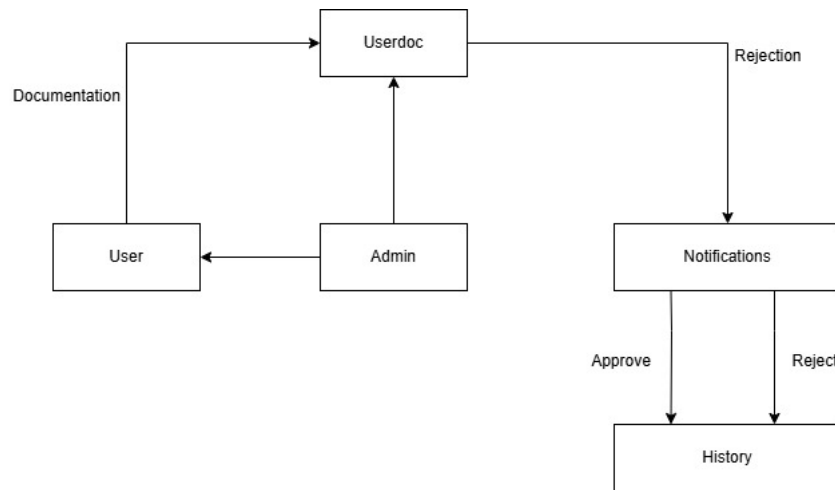 Userdoc
Rejection
Documentation
User
Admin
Notifications
Approve
Reject
History